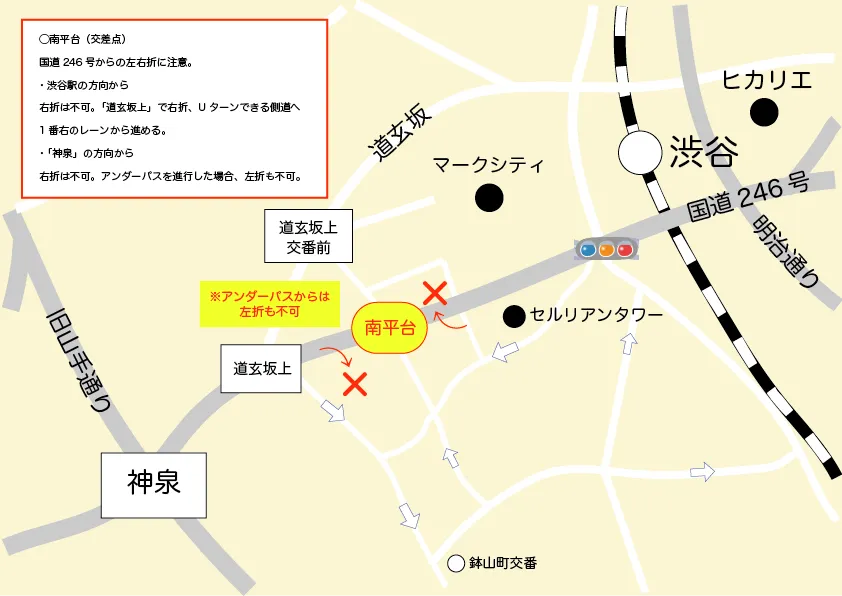 ○南平台（交差点）
国道246号からの左右折に注意。
・渋谷駅の方向から
右折は不可。「道玄坂上」で右折、Uターンできる側道へ
1番右のレーンから進める。
・「神泉」の方向から
右折は不可。アンダーパスを進行した場合、左折も不可。
道玄坂
ヒカリエ
マークシティ
渋谷
国道246号
明治通り
道玄坂上
交番前
※アンダーパスからは
左折も不可
南平台
セルリアンタワー
旧山手通り
道玄坂上
神泉
鉢山町交番